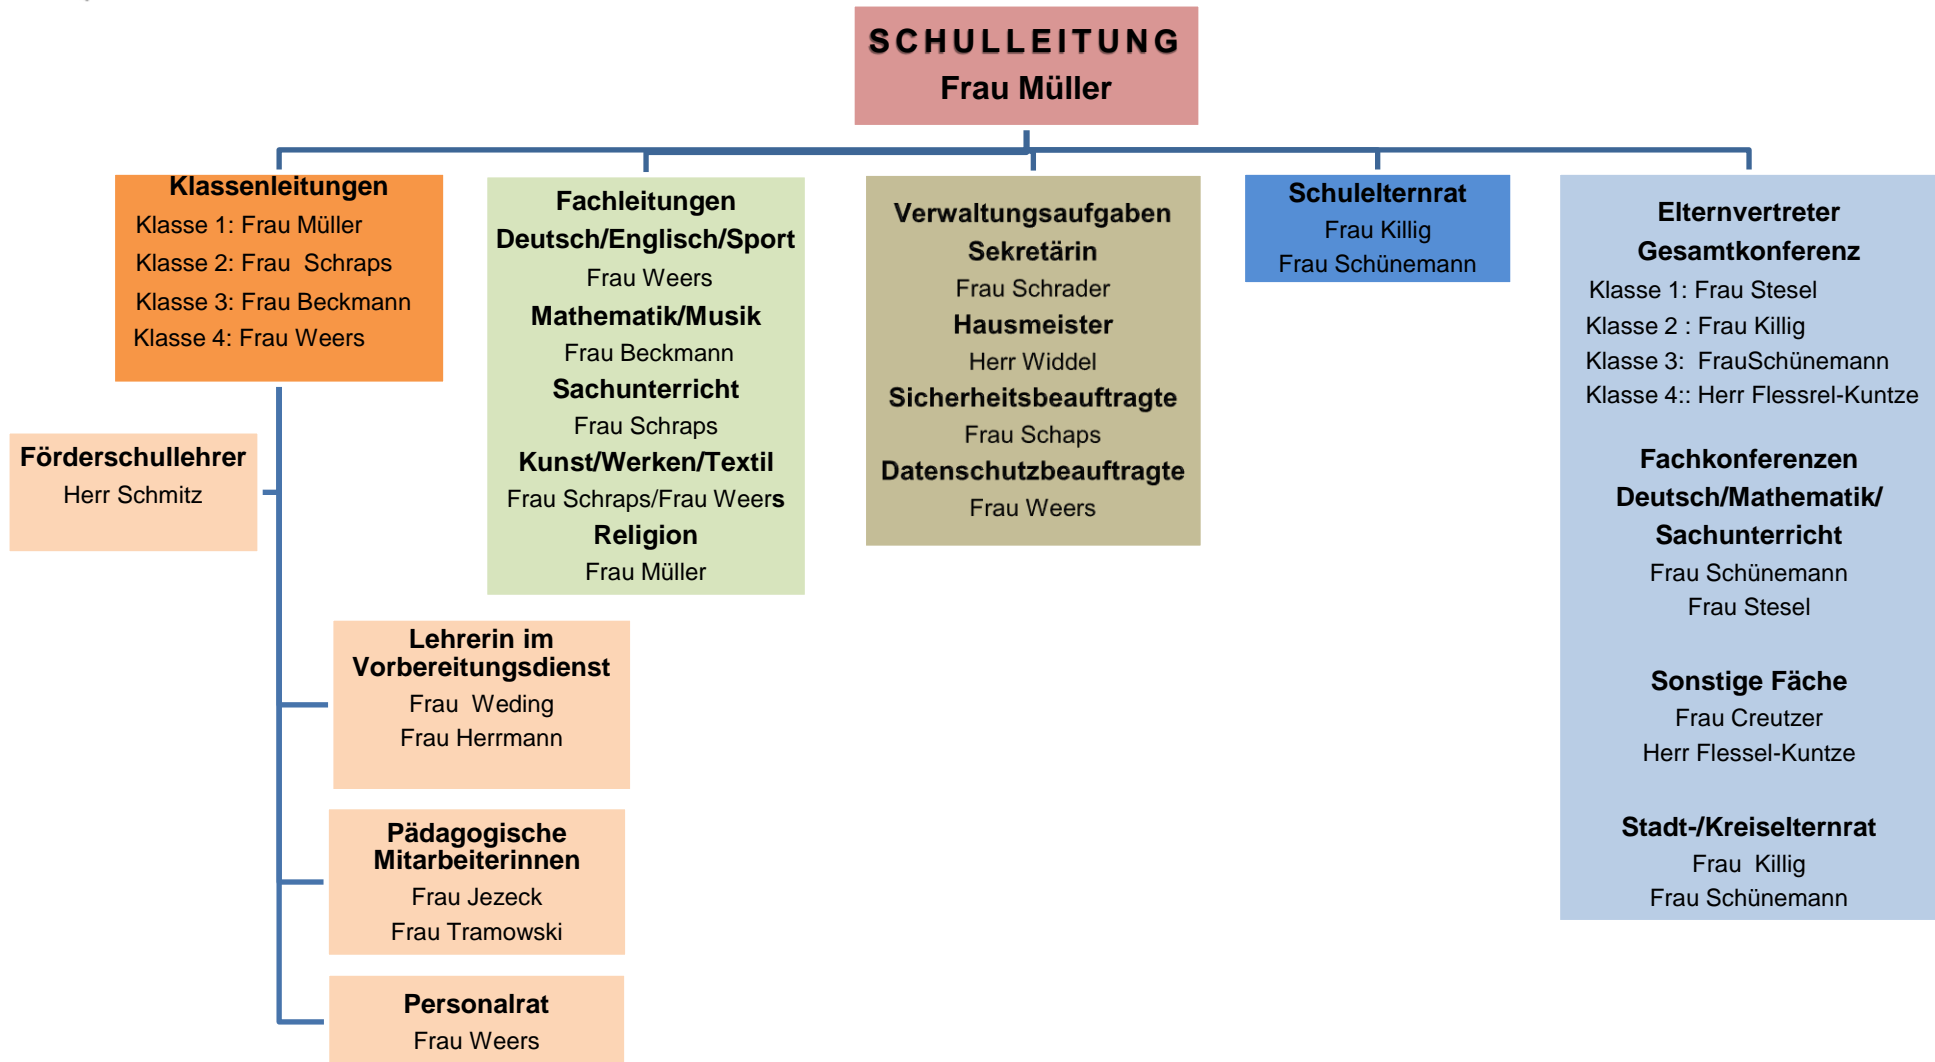 SCHULLEITUNG
Frau Müller
Klassenleitungen
Klasse 1: Frau Müller
Klasse 2: Frau  Schraps
Klasse 3: Frau Beckmann
Klasse 4: Frau Weers
Fachleitungen
Deutsch/Englisch/Sport
Frau Weers
Mathematik/Musik
Frau Beckmann
Sachunterricht
Frau Schraps
Kunst/Werken/Textil
Frau Schraps/Frau Weers
Religion
Frau Müller
Verwaltungsaufgaben
Sekretärin
Frau Schrader
Hausmeister
Herr Widdel
Sicherheitsbeauftragte
Frau Schaps
Datenschutzbeauftragte
Frau Weers
Schulelternrat
Frau Killig
Frau Schünemann
Elternvertreter
Gesamtkonferenz
Klasse 1: Frau Stesel
Klasse 2 : Frau Killig
Klasse 3:  FrauSchünemann
Klasse 4:: Herr Flessrel-Kuntze
Fachkonferenzen
Deutsch/Mathematik/
Sachunterricht
Frau Schünemann
Frau Stesel
Sonstige Fäche
Frau Creutzer
Herr Flessel-Kuntze
Stadt-/Kreiselternrat
Frau  Killig
Frau Schünemann
Förderschullehrer
Herr Schmitz
Lehrerin im
Vorbereitungsdienst
Frau  Weding
Frau Herrmann
Pädagogische
Mitarbeiterinnen
Frau Jezeck
Frau Tramowski
Personalrat
Frau Weers